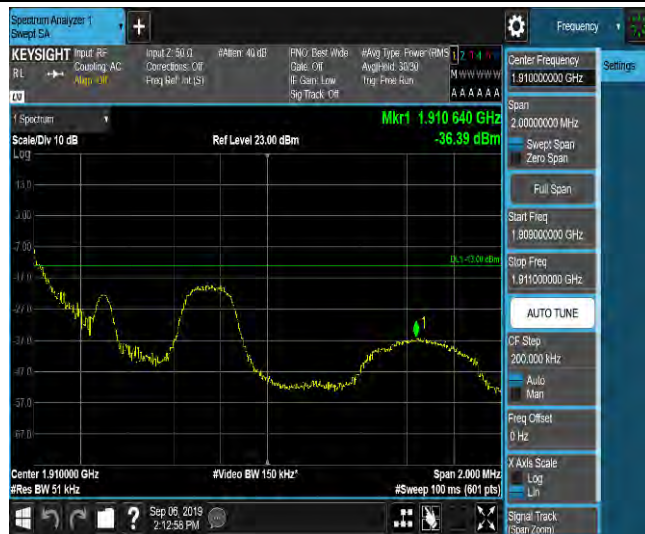 Spectrum Analyzer 1
Swept SA
Frequency
KEYSIGHT
RL
Input: RF
Coupling: AC
Align: Off
Input Z: 50 Ω
Corrections: Off
Freq Ref: Int (S)
#Atten: 40 dB
PNO: Best Wide
Gate: Off
IF Gain: Low
Sig Track: Off
#Avg Type: Power (RMS
Avg|Hold: 30/30
Trig: Free Run
1 2 3 4 5 6
M W W W W W
A A A A A A
1 Spectrum
Scale/Div 10 dB
Log
Ref Level 23.00 dBm
Mkr1 1.910 640 GHz
-36.39 dBm
13.0
3.00
-7.00
DL1 -13.00 dBm
-17.0
-27.0
1
-37.0
-47.0
-57.0
-67.0
Center 1.910000 GHz
#Res BW 51 kHz
#Video BW 150 kHz*
Span 2.000 MHz
#Sweep 100 ms (601 pts)
Center Frequency
1.910000000 GHz
Settings
Span
2.00000000 MHz
Swept Span
Zero Span
Full Span
Start Freq
1.909000000 GHz
Stop Freq
1.911000000 GHz
AUTO TUNE
CF Step
200.000 kHz
Auto
Man
Freq Offset
0 Hz
X Axis Scale
Log
Lin
Signal Track
(Span Zoom)
?
Sep 06, 2019
2:12:58 PM